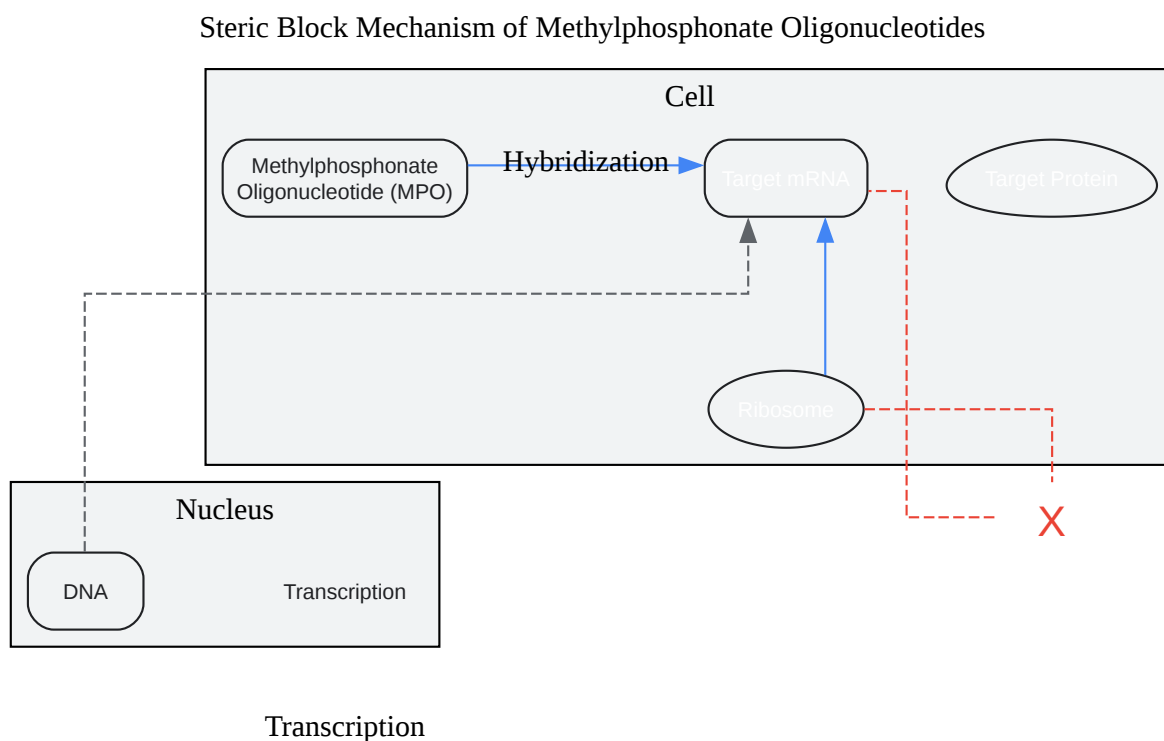 Steric Block Mechanism of Methylphosphonate Oligonucleotides
Cell
Methylphosphonate
Oligonucleotide (MPO)
Hybridization
Target mRNA
Target Protein
Ribosome
Nucleus
X
DNA
Transcription
Transcription